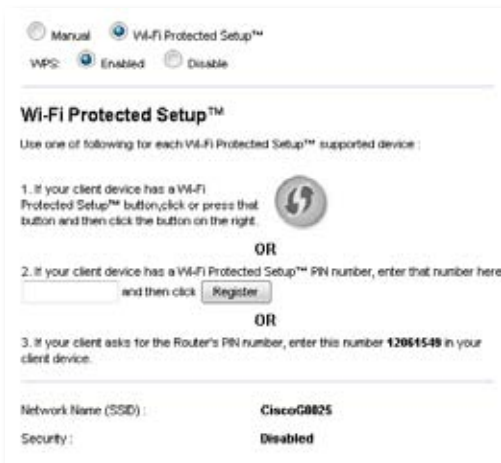 Manual Wi-Fi Protected Setup™
WPS: Enabled Disable
Wi-Fi Protected Setup™
Use one of following for each Wi-Fi Protected Setup™ supported device :
1. If your client device has a Wi-Fi
Protected Setup™ button,click or press that
button and then click the button on the right.
OR
2. If your client device has a Wi-Fi Protected Setup™ PIN number, enter that number here
and then click Register
OR
3. If your client asks for the Router's PIN number, enter this number 12061549 in your
client device.
Network Name (SSID) : CiscoG0025
Security : Disabled